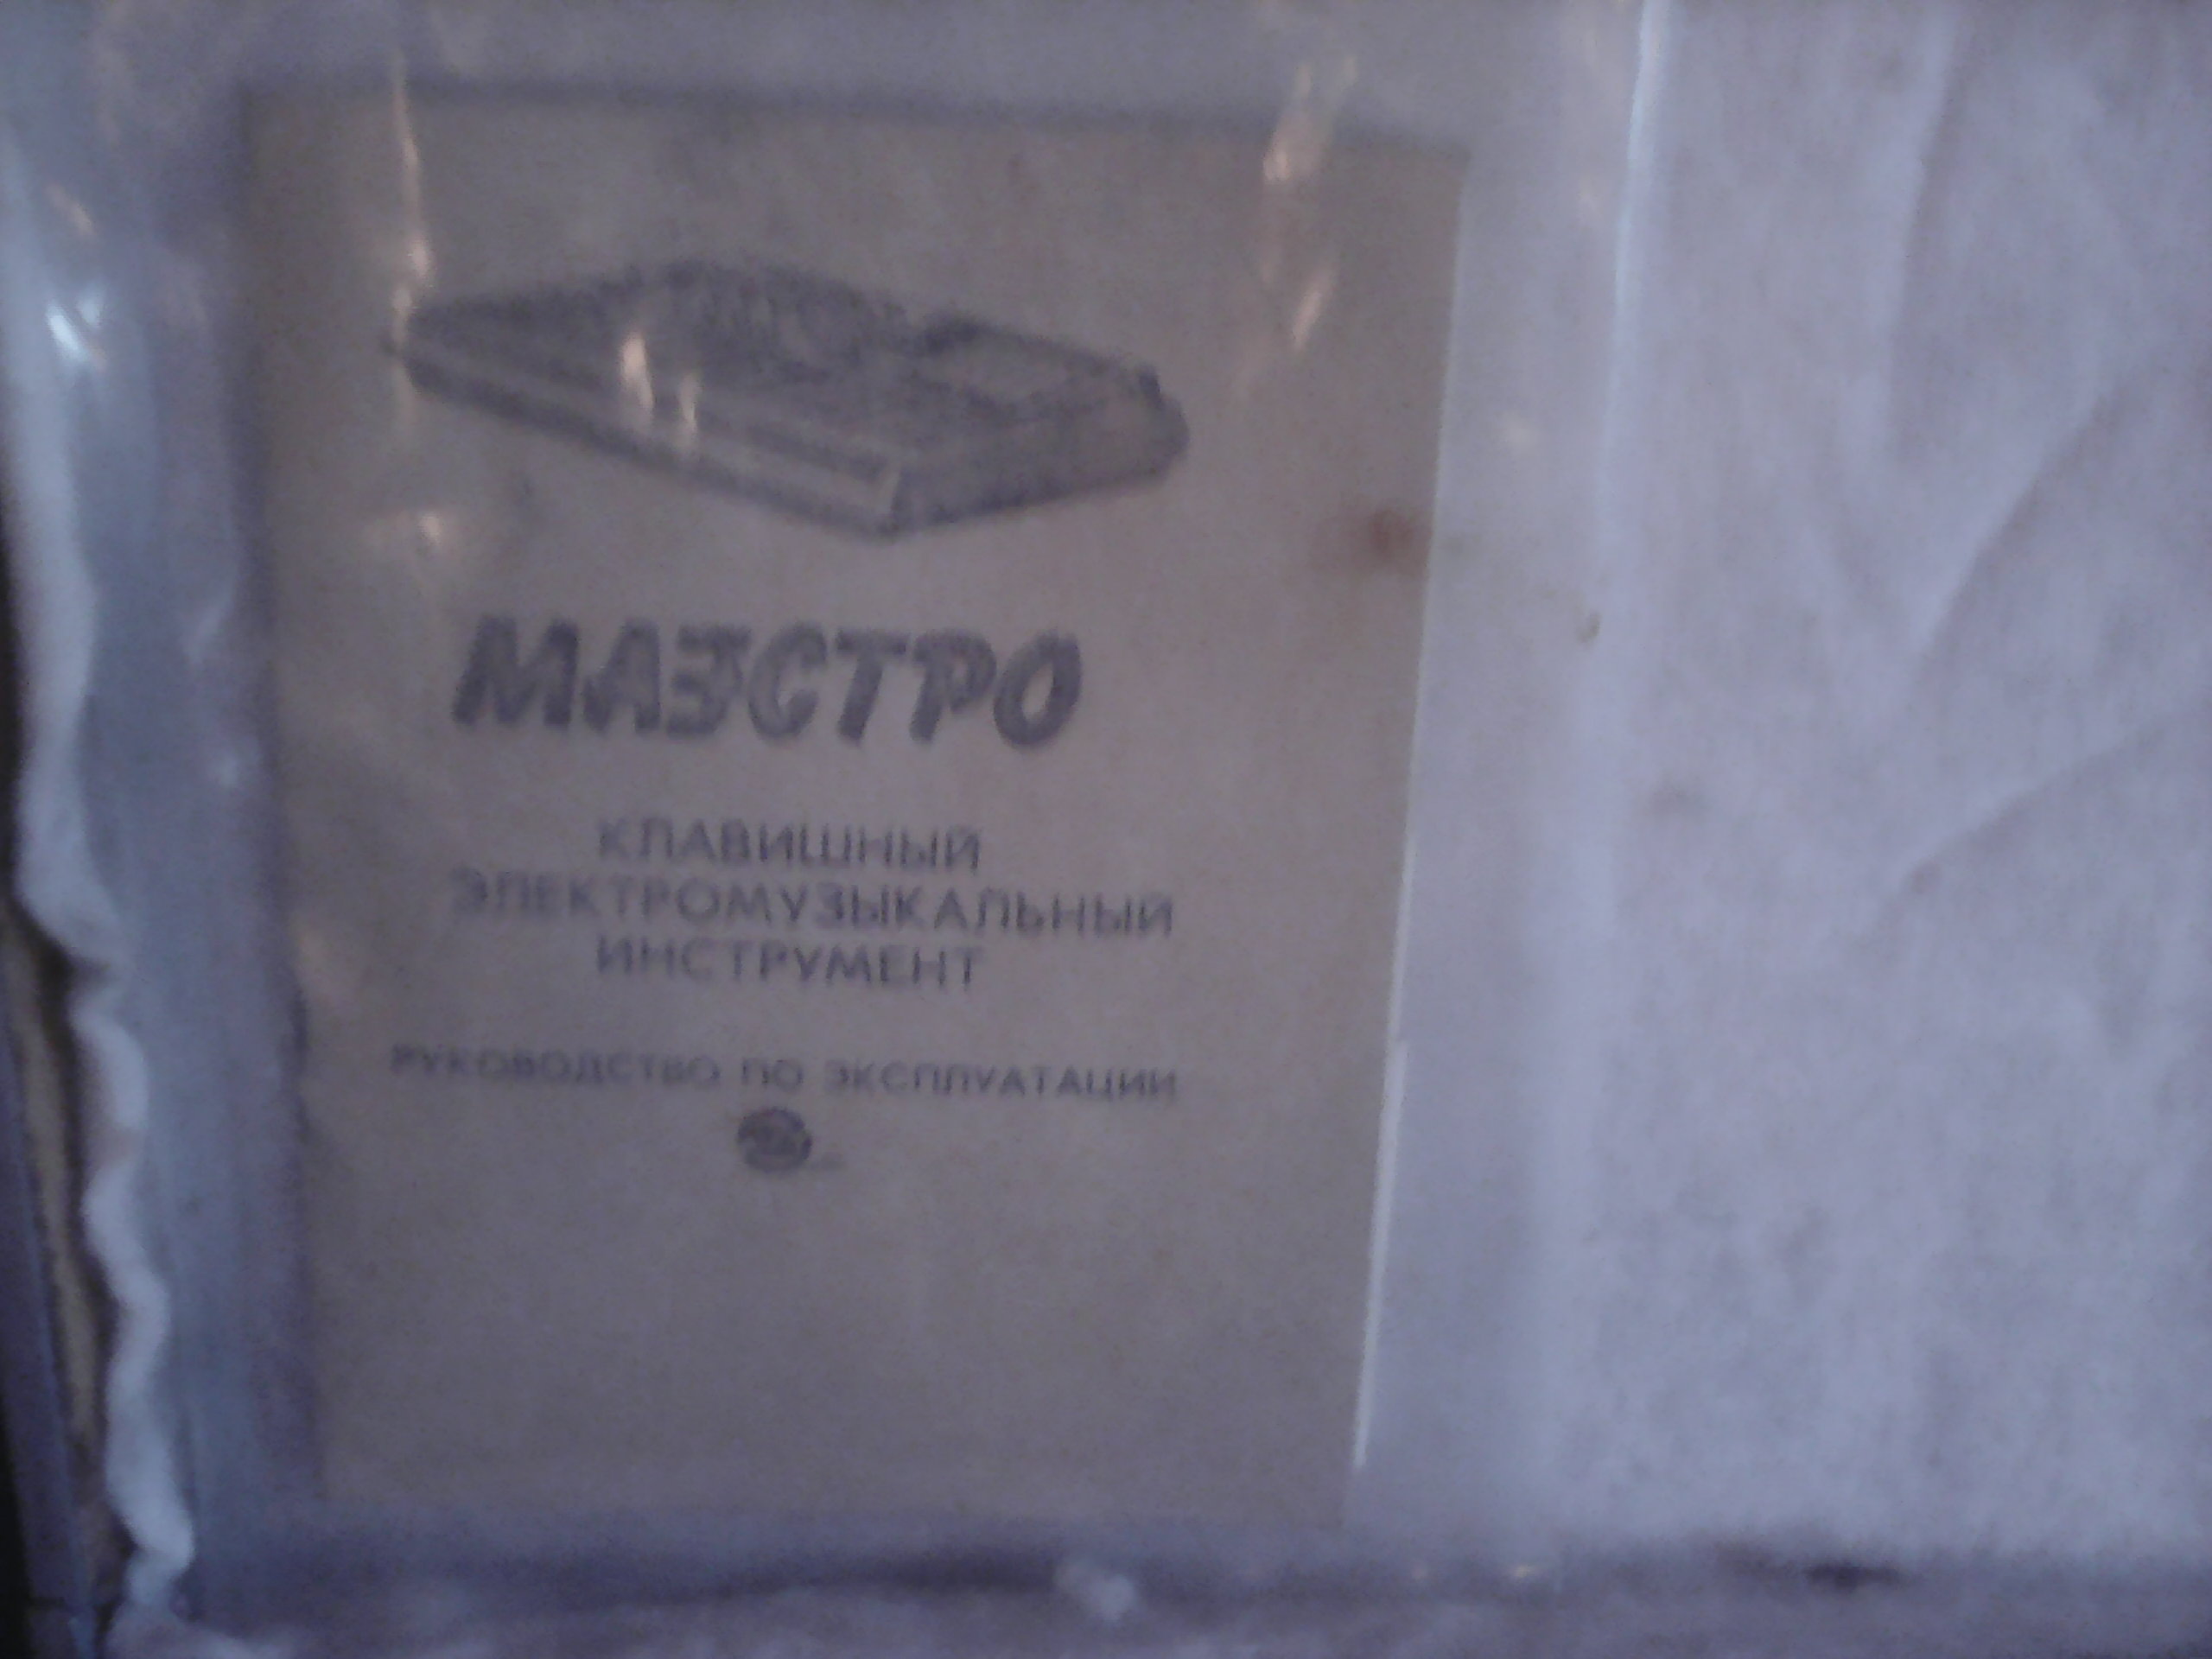 МАЭСТРО
КЛАВИШНЫЙ
ЭЛЕКТРОМУЗЫКАЛЬНЫЙ
ИНСТРУМЕНТ
РУКОВОДСТВО ПО ЭКСПЛУАТАЦИИ